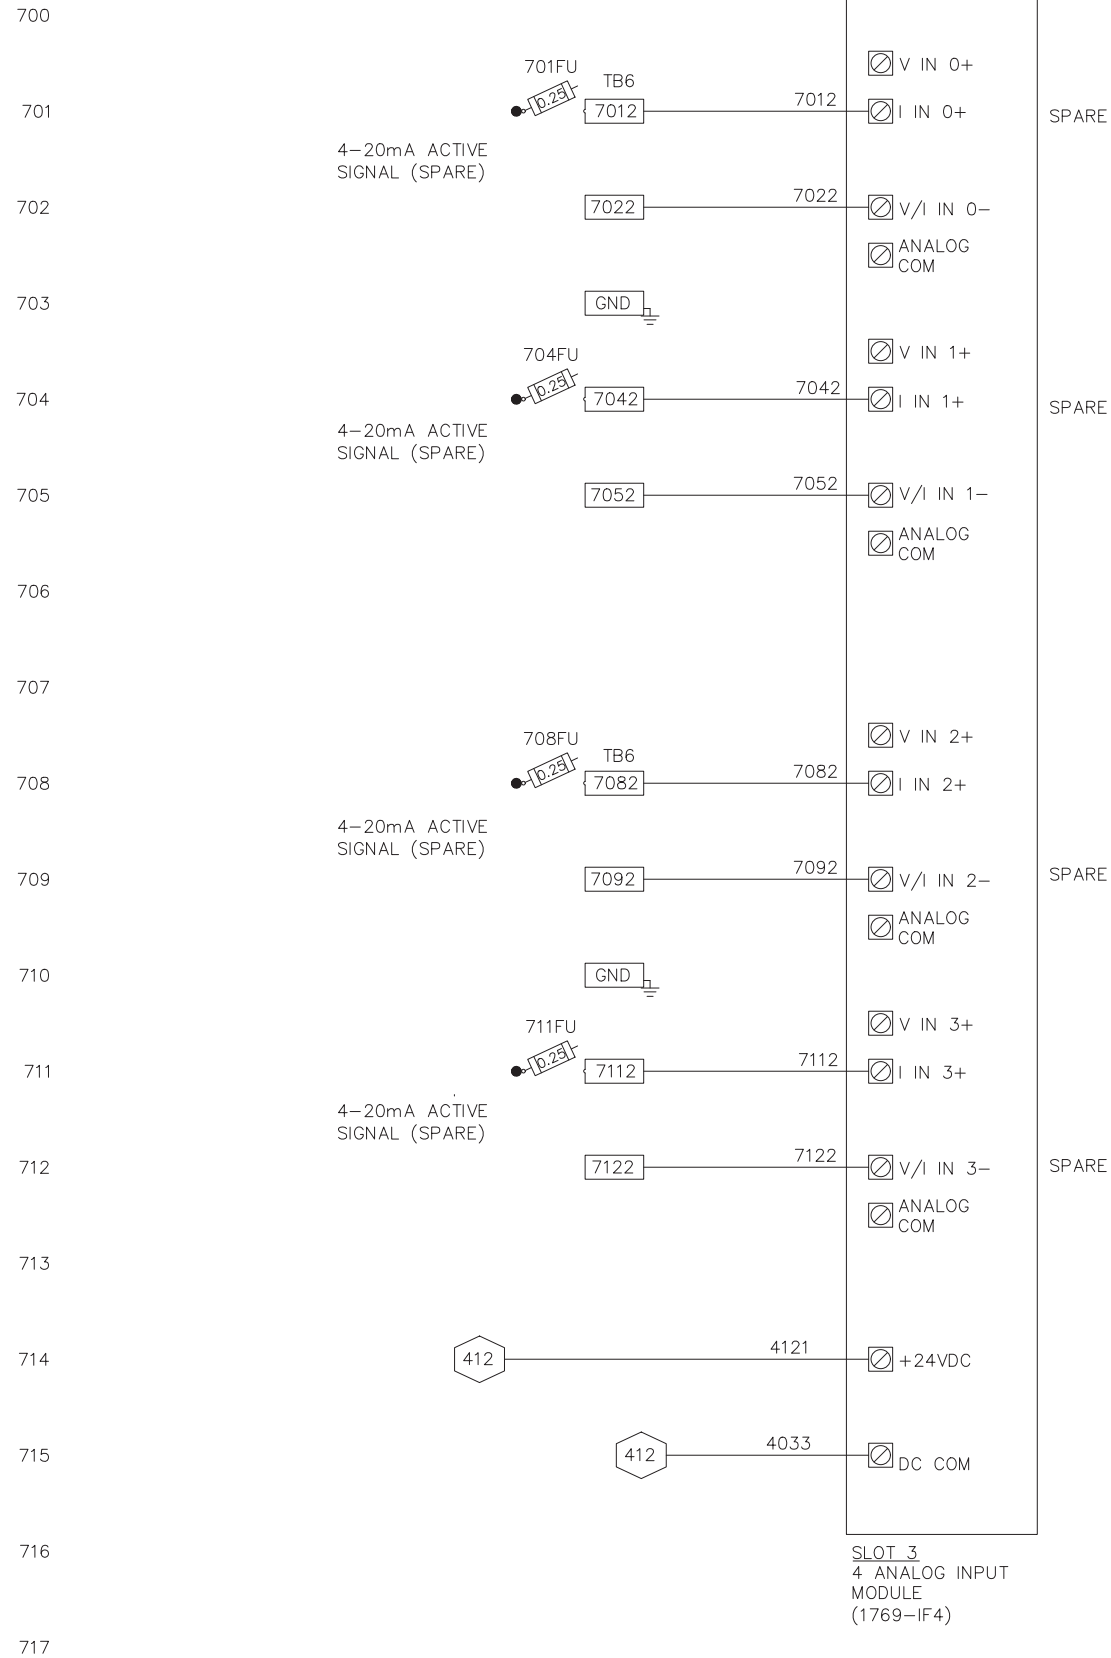 700
V IN 0+
701FU
TB6
0.25
701
7012
7012
I IN 0+
SPARE
4-20mA ACTIVE
SIGNAL (SPARE)
702
7022
7022
V/I IN 0-
ANALOG
COM
703
GND
V IN 1+
704FU
0.25
704
7042
7042
I IN 1+
SPARE
4-20mA ACTIVE
SIGNAL (SPARE)
705
7052
7052
V/I IN 1-
ANALOG
COM
706
707
V IN 2+
708FU
TB6
0.25
708
7082
7082
I IN 2+
4-20mA ACTIVE
SIGNAL (SPARE)
709
7092
7092
V/I IN 2-
SPARE
ANALOG
COM
710
GND
V IN 3+
711FU
0.25
711
7112
7112
I IN 3+
4-20mA ACTIVE
SIGNAL (SPARE)
712
7122
7122
V/I IN 3-
SPARE
ANALOG
COM
713
714
412
4121
+24VDC
715
412
4033
DC COM
716
SLOT 3
4 ANALOG INPUT
MODULE
(1769-IF4)
717